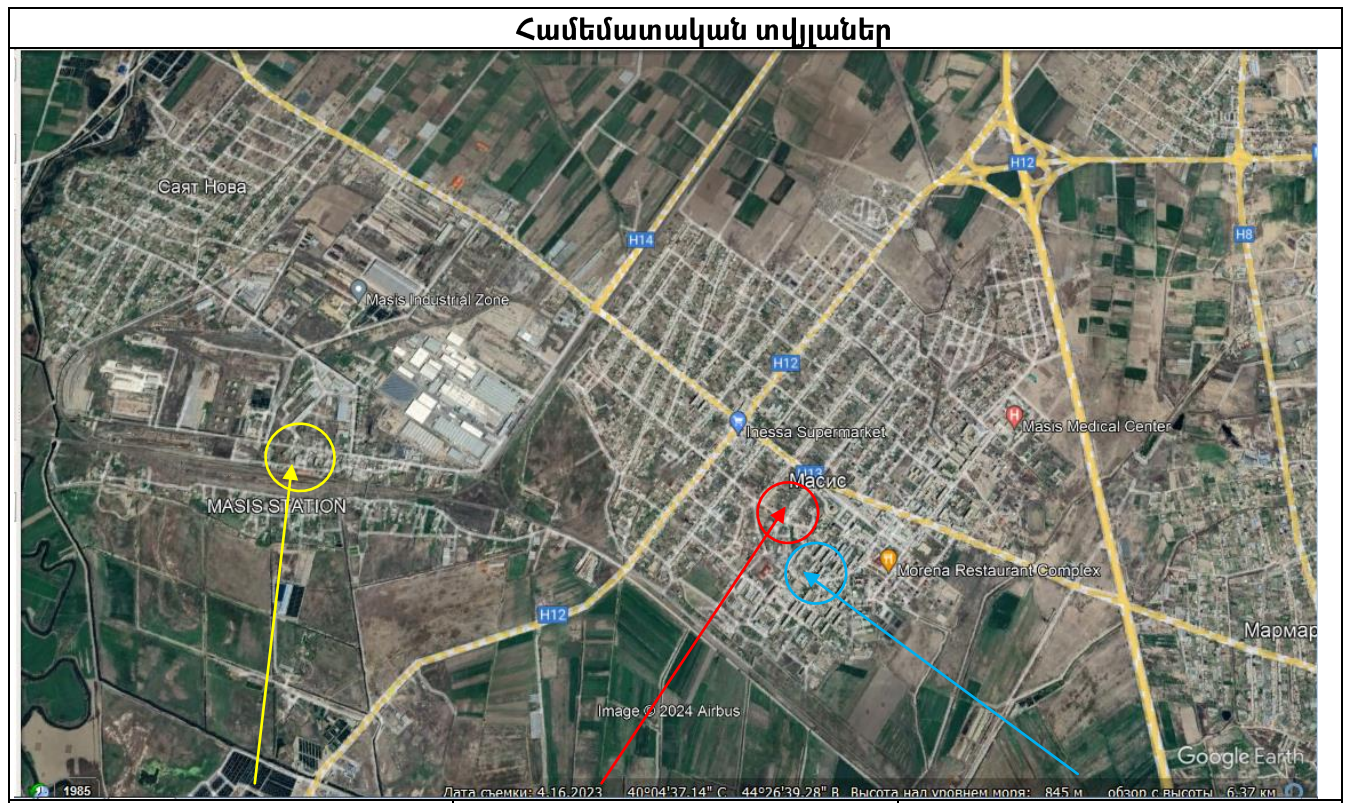 Համեմատական տվյլաներ
Саят Нова
H12
H14
H8
Masis Industrial Zone
H12
Inessa Supermarket
Masis Medical Center
H13
Масис
MASIS STATION
Morena Restaurant Complex
H12
Мармар
Image © 2024 Airbus
Google Earth
1985
Дата съемки: 4.16.2023 40°04'37.14" С 44°26'39.28" В Высота над уровнем моря: 845 м обзор с высоты 6.37 км